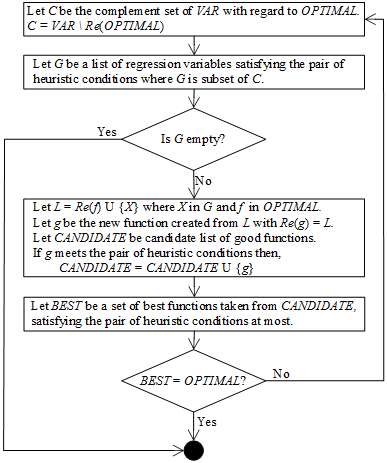 Let C be the complement set of VAR with regard to OPTIMAL.
C = VAR \ Re(OPTIMAL)
Let G be a list of regression variables satisfying the pair of
heuristic conditions where G is subset of C.
Yes
Is G empty?
No
Let L = Re(f) U {X} where X in G and f in OPTIMAL.
Let g be the new function created from L with Re(g) = L.
Let CANDIDATE be candidate list of good functions.
If g meets the pair of heuristic conditions then,
CANDIDATE = CANDIDATE U {g}
Let BEST be a set of best functions taken from CANDIDATE,
satisfying the pair of heuristic conditions at most.
BEST = OPTIMAL?
No
Yes